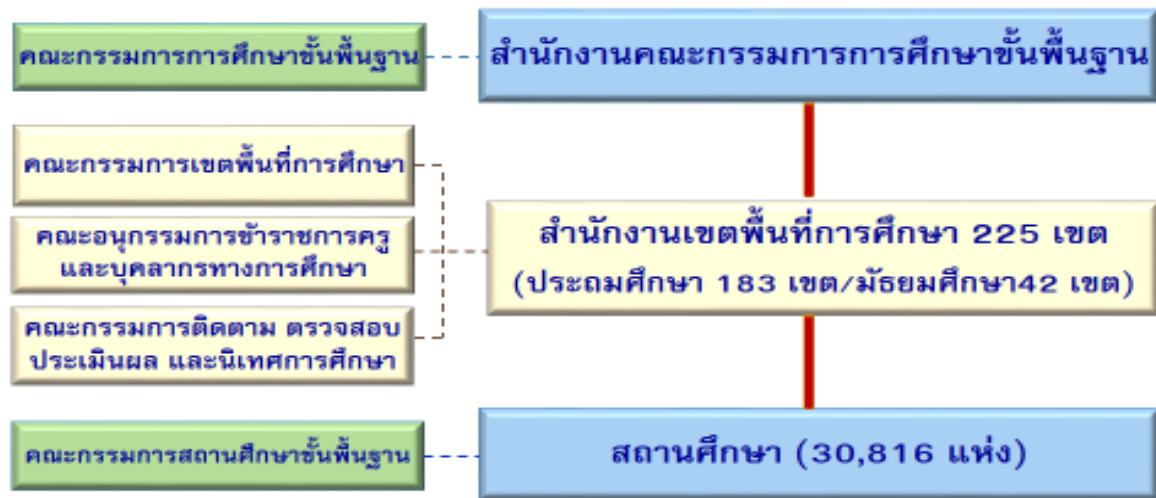 คณะกรรมการการศึกษาขั้นพื้นฐาน
สำนักงานคณะกรรมการการศึกษาขั้นพื้นฐาน
คณะกรรมการเขตพื้นที่การศึกษา
คณะอนุกรรมการข้าราชการครู
และบุคลากรทางการศึกษา
คณะกรรมการติดตาม ตรวจสอบ
ประเมินผล และนิเทศการศึกษา
สำนักงานเขตพื้นที่การศึกษา 225 เขต
(ประถมศึกษา 183 เขต/มัธยมศึกษา42 เขต)
คณะกรรมการสถานศึกษาขั้นพื้นฐาน
สถานศึกษา (30,816 แห่ง)